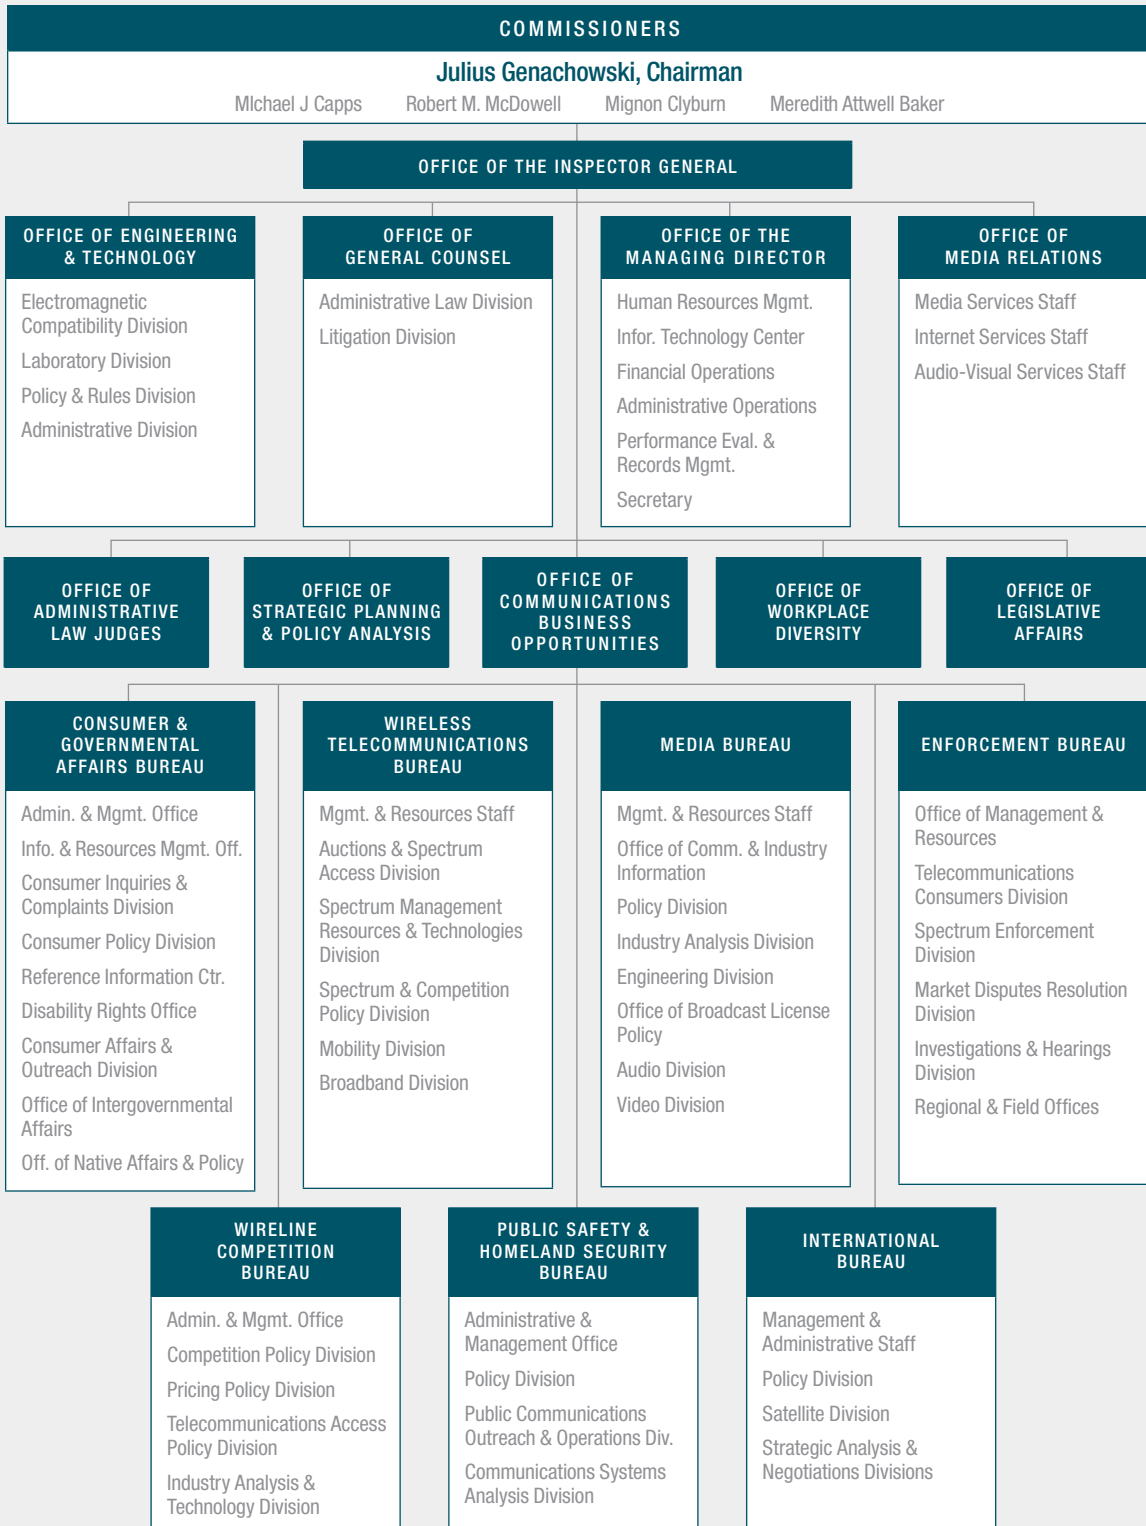 COMMISSIONERS
Julius Genachowski, Chairman
MIchael J Capps Robert M. McDowell Mignon Clyburn Meredith Attwell Baker
OFFICE OF THE INSPECTOR GENERAL
OFFICE OF ENGINEERING
& TECHNOLOGY
Electromagnetic
Compatibility Division
Laboratory Division
Policy & Rules Division
Administrative Division
OFFICE OF
GENERAL COUNSEL
Administrative Law Division
Litigation Division
OFFICE OF THE
MANAGING DIRECTOR
Human Resources Mgmt.
Infor. Technology Center
Financial Operations
Administrative Operations
Performance Eval. &
Records Mgmt.
Secretary
OFFICE OF
MEDIA RELATIONS
Media Services Staff
Internet Services Staff
Audio-Visual Services Staff
OFFICE OF
ADMINISTRATIVE
LAW JUDGES
OFFICE OF
STRATEGIC PLANNING
& POLICY ANALYSIS
OFFICE OF
COMMUNICATIONS
BUSINESS
OPPORTUNITIES
OFFICE OF
WORKPLACE
DIVERSITY
OFFICE OF
LEGISLATIVE
AFFAIRS
CONSUMER &
GOVERNMENTAL
AFFAIRS BUREAU
Admin. & Mgmt. Office
Info. & Resources Mgmt. Off.
Consumer Inquiries &
Complaints Division
Consumer Policy Division
Reference Information Ctr.
Disability Rights Office
Consumer Affairs &
Outreach Division
Office of Intergovernmental
Affairs
Off. of Native Affairs & Policy
WIRELESS
TELECOMMUNICATIONS
BUREAU
Mgmt. & Resources Staff
Auctions & Spectrum
Access Division
Spectrum Management
Resources & Technologies
Division
Spectrum & Competition
Policy Division
Mobility Division
Broadband Division
MEDIA BUREAU
Mgmt. & Resources Staff
Office of Comm. & Industry
Information
Policy Division
Industry Analysis Division
Engineering Division
Office of Broadcast License
Policy
Audio Division
Video Division
ENFORCEMENT BUREAU
Office of Management &
Resources
Telecommunications
Consumers Division
Spectrum Enforcement
Division
Market Disputes Resolution
Division
Investigations & Hearings
Division
Regional & Field Offices
WIRELINE
COMPETITION
BUREAU
Admin. & Mgmt. Office
Competition Policy Division
Pricing Policy Division
Telecommunications Access
Policy Division
Industry Analysis &
Technology Division
PUBLIC SAFETY &
HOMELAND SECURITY
BUREAU
Administrative &
Management Office
Policy Division
Public Communications
Outreach & Operations Div.
Communications Systems
Analysis Division
INTERNATIONAL
BUREAU
Management &
Administrative Staff
Policy Division
Satellite Division
Strategic Analysis &
Negotiations Divisions